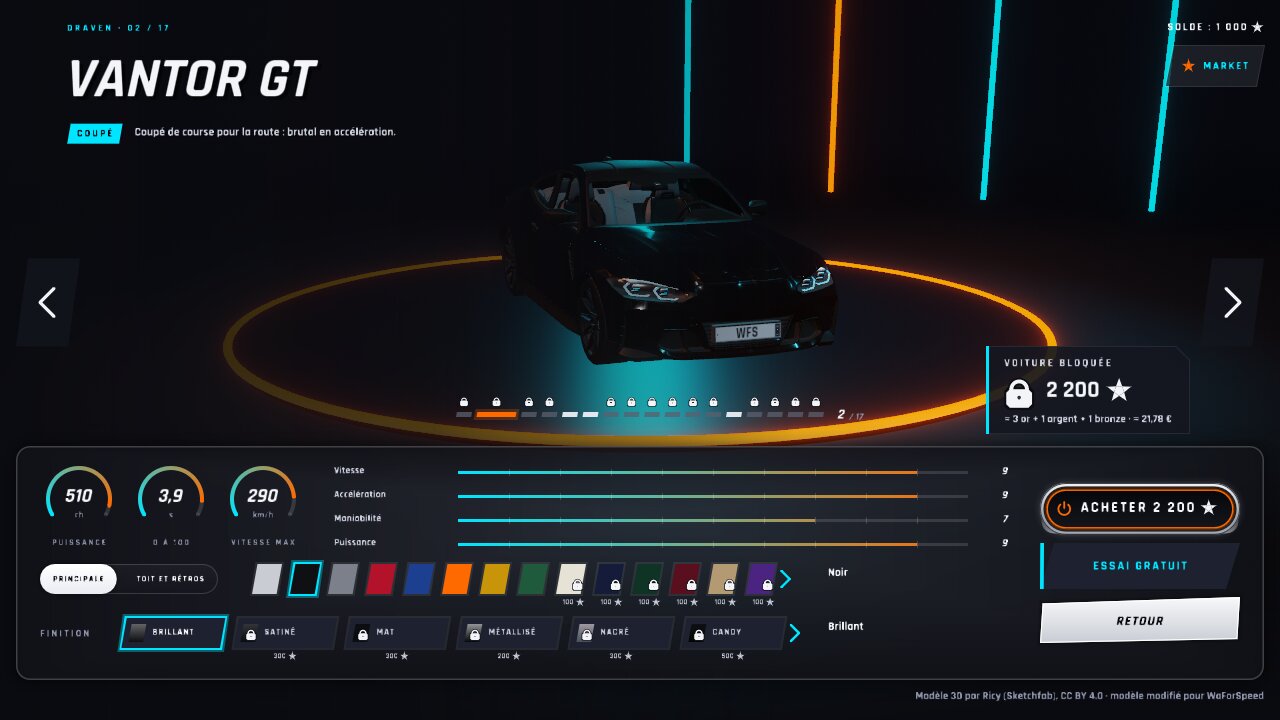 DRAVEN · 02 / 17
SOLDE : 1 000 ★
VANTOR GT
★ MARKET
COUPÉ
Coupé de course pour la route : brutal en accélération.
WFS
VOITURE BLOQUÉE
2 200 ★
= 3 or + 1 argent + 1 bronze · ≈ 21,78 €
2 / 17
510
ch
PUISSANCE
3,9
s
0 À 100
290
km/h
VITESSE MAX
Vitesse 9
Accélération 9
Maniabilité 7
Puissance 9
ACHETER 2 200 ★
ESSAI GRATUIT
RETOUR
PRINCIPALE
TOIT ET RÉTROS
100 ★ 100 ★ 100 ★ 100 ★ 100 ★ 100 ★
Noir
FINITION
BRILLANT
SATINÉ
MAT
MÉTALLISÉ
NACRÉ
CANDY
300 ★ 300 ★ 200 ★ 300 ★ 500 ★
Brillant
Modèle 3D par Ricy (Sketchfab), CC BY 4.0 · modèle modifié pour WaForSpeed